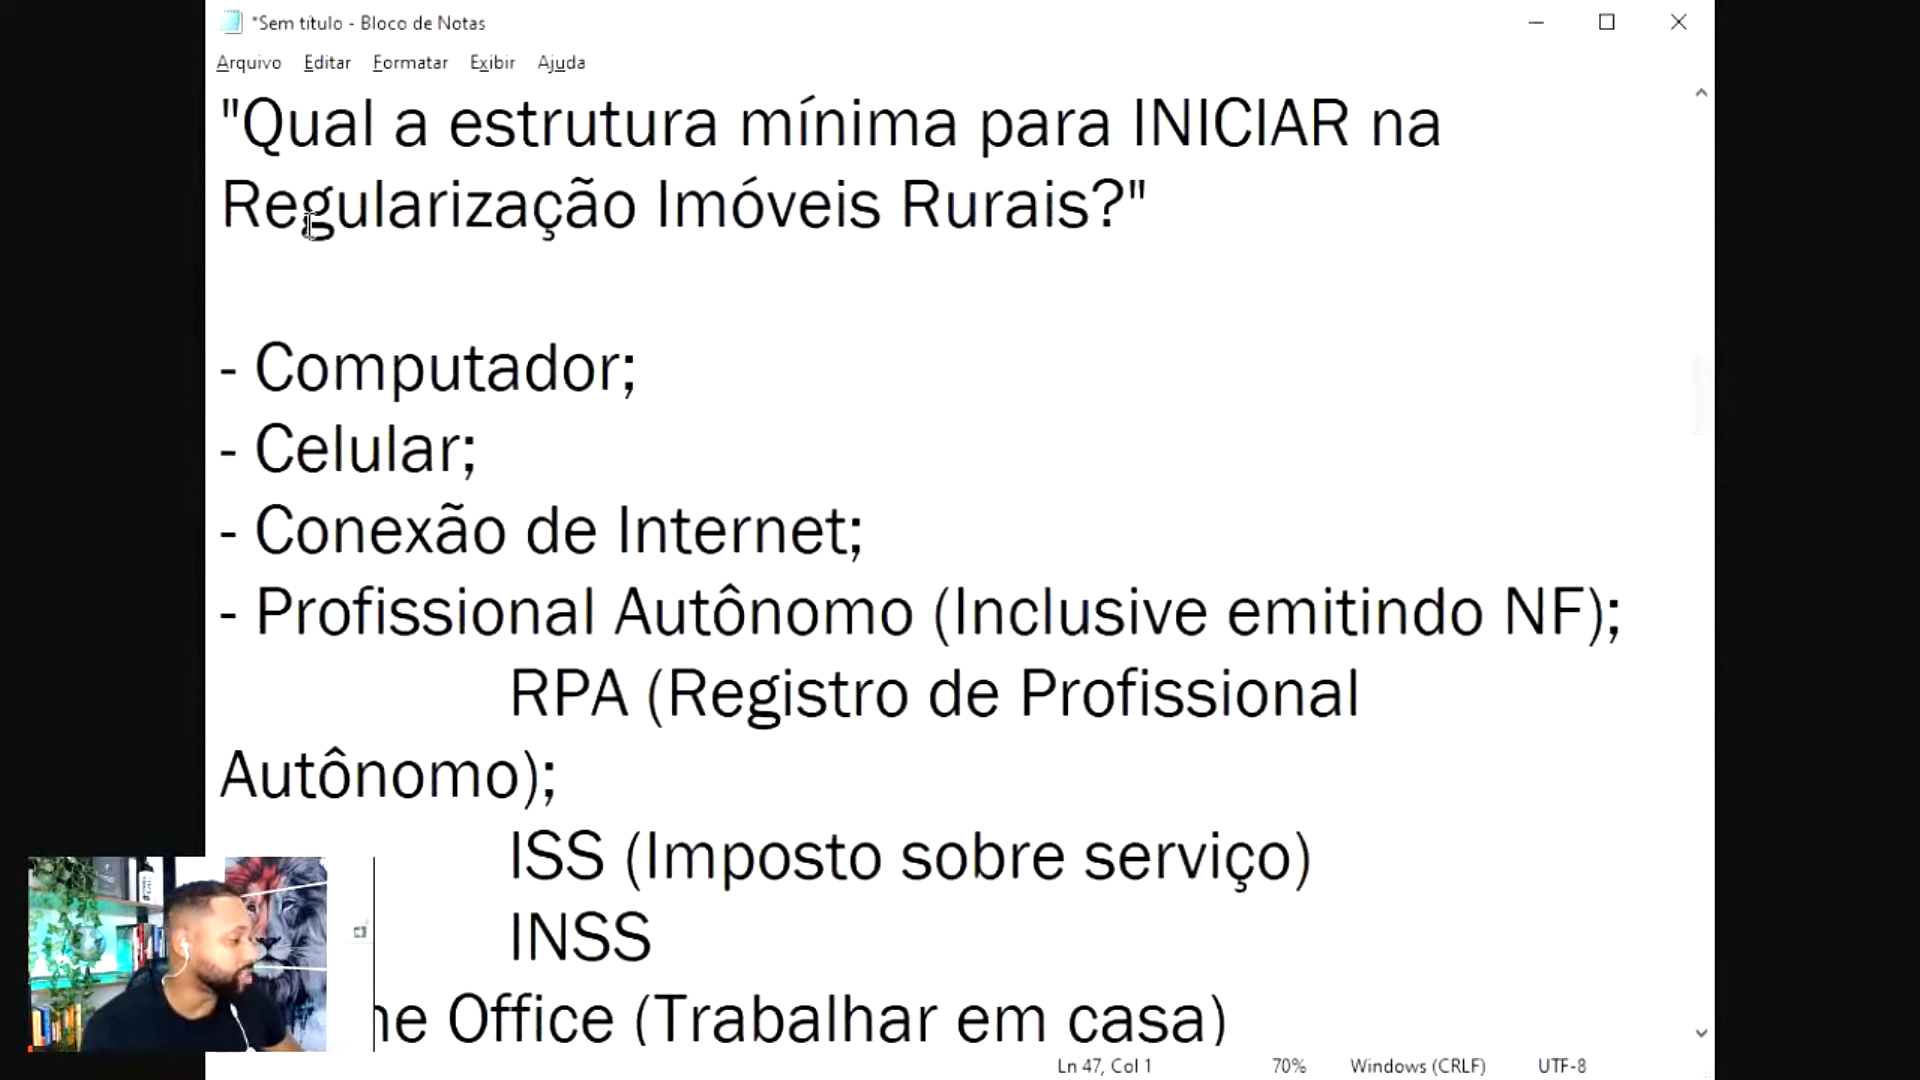 *Sem título - Bloco de Notas
Arquivo Editar Formatar Exibir Ajuda
"Qual a estrutura mínima para INICIAR na
Regularização Imóveis Rurais?"
- Computador;
- Celular;
- Conexão de Internet;
- Profissional Autônomo (Inclusive emitindo NF);
RPA (Registro de Profissional
Autônomo);
ISS (Imposto sobre serviço)
INSS
Office (Trabalhar em casa)
Ln 47, Col 1 70% Windows (CRLF) UTF-8